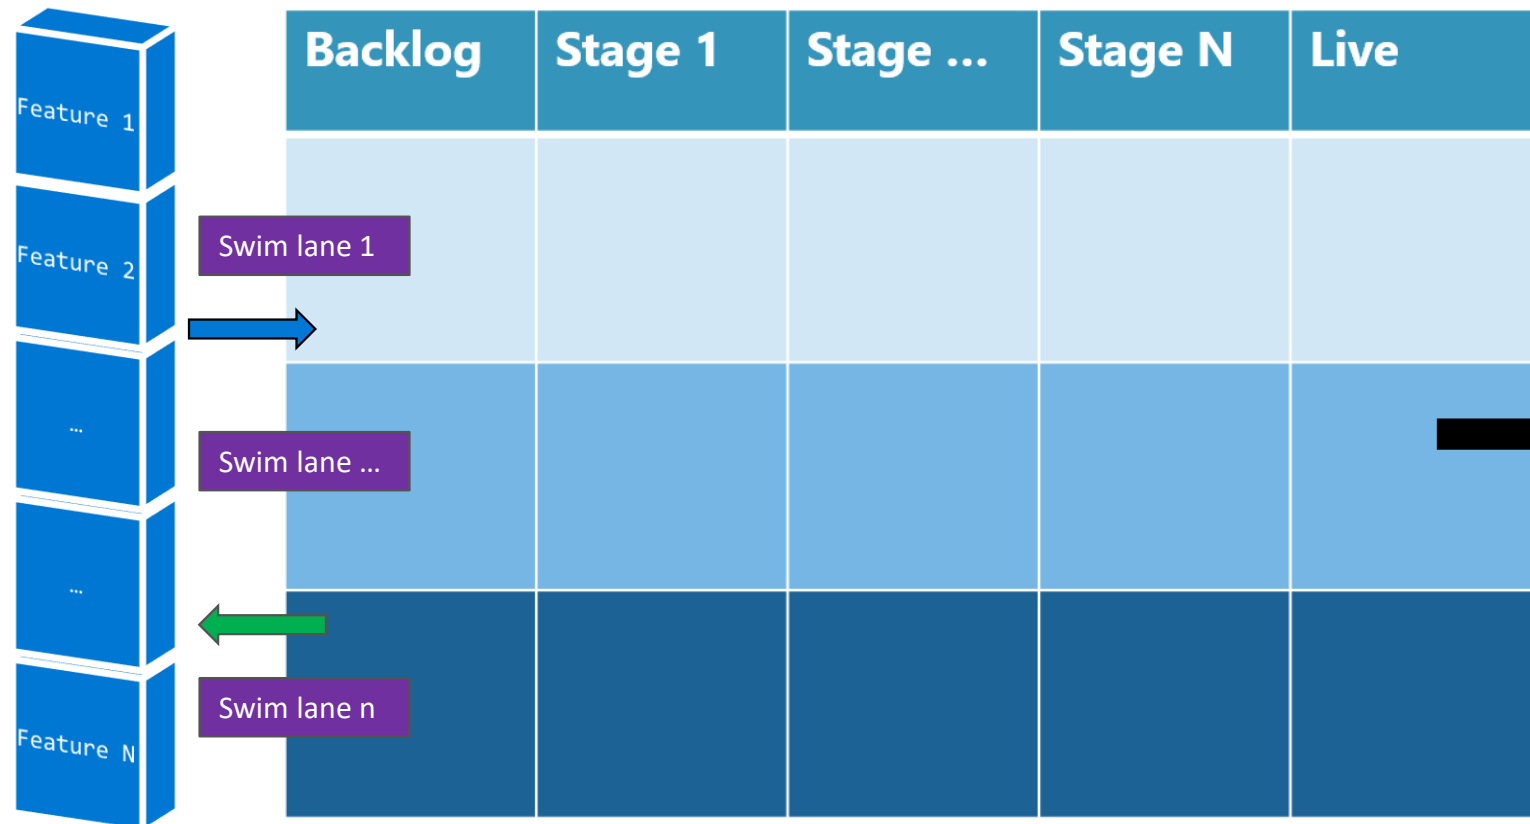 Backlog
Stage 1
Stage ...
Stage N
Live
Feature 1
Feature 2
...
...
Feature N
Swim lane 1
Swim lane ...
Swim lane n